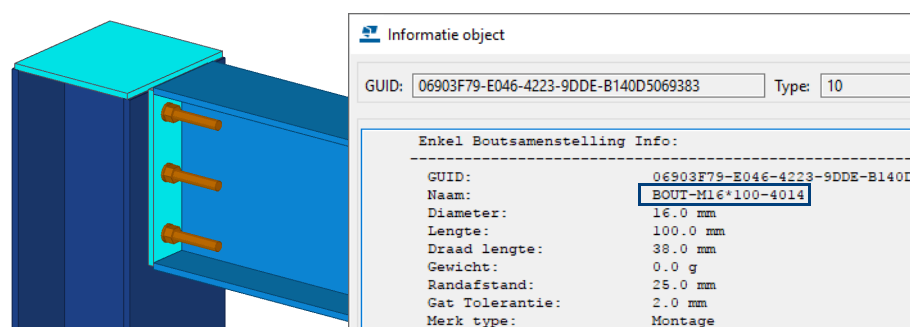 Informatie object
GUID: 06903F79-E046-4223-9DDE-B140D5069383 Type: 10
Enkel Boutsamenstelling Info:
GUID: 06903F79-E046-4223-9DDE-B140D
Naam: BOUT-M16*100-4014
Diameter: 16.0 mm
Lengte: 100.0 mm
Draad lengte: 38.0 mm
Gewicht: 0.0 g
Randafstand: 25.0 mm
Gat Tolerantie: 2.0 mm
Merk type: Montage